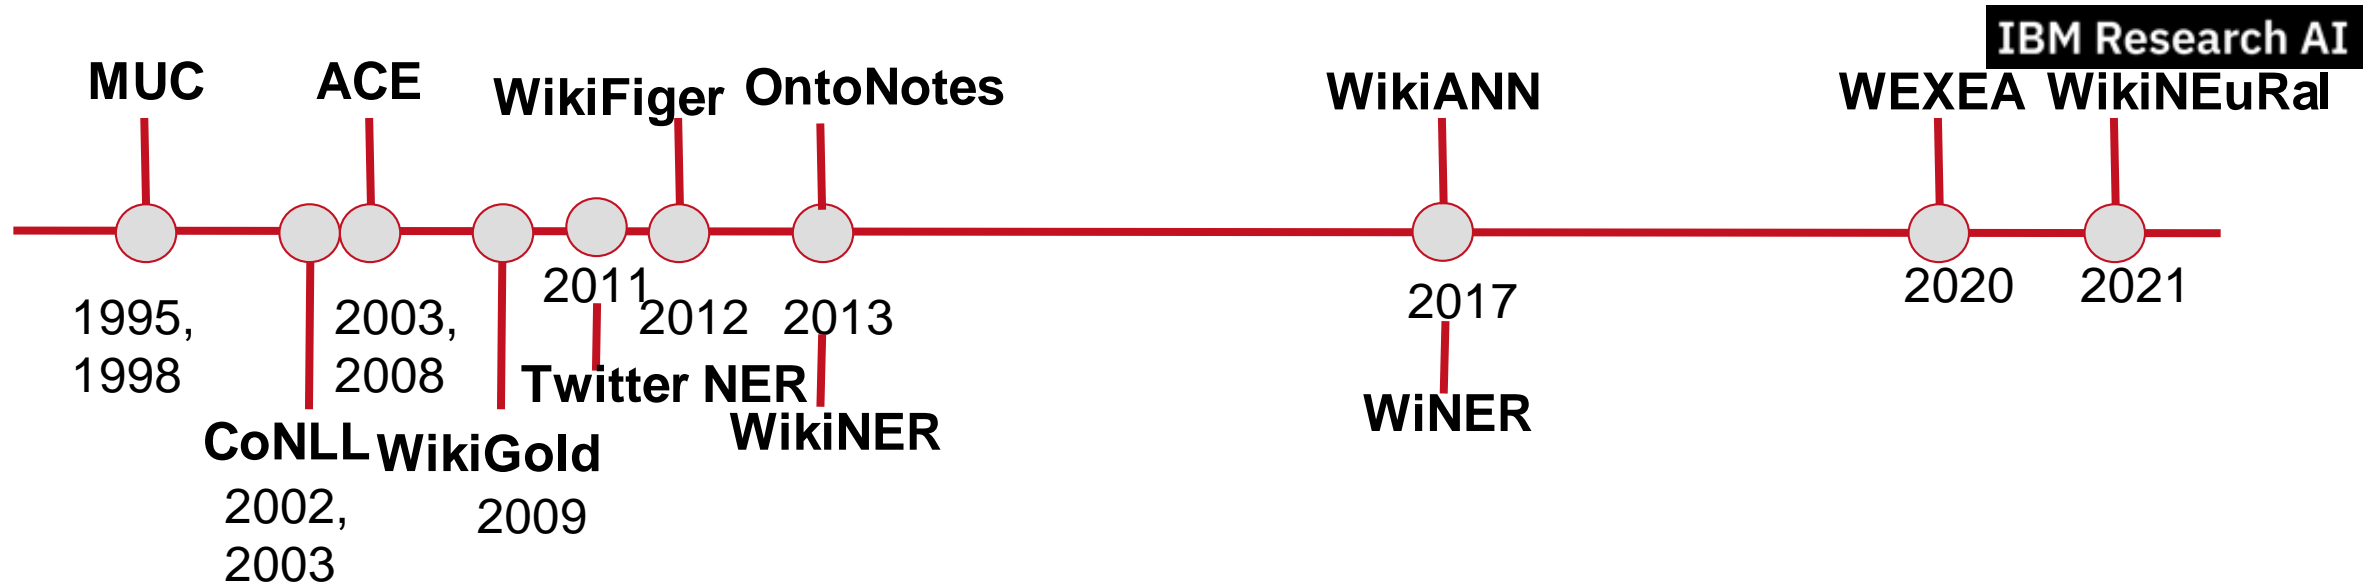 IBM Research AI
MUC
ACE
WikiFiger
OntoNotes
WikiANN
WEXEA
WikiNEuRal
1995,
1998
2003,
2008
2011
2012
2013
2017
2020
2021
CoNLL
2002,
2003
WikiGold
2009
Twitter NER
WikiNER
WiNER